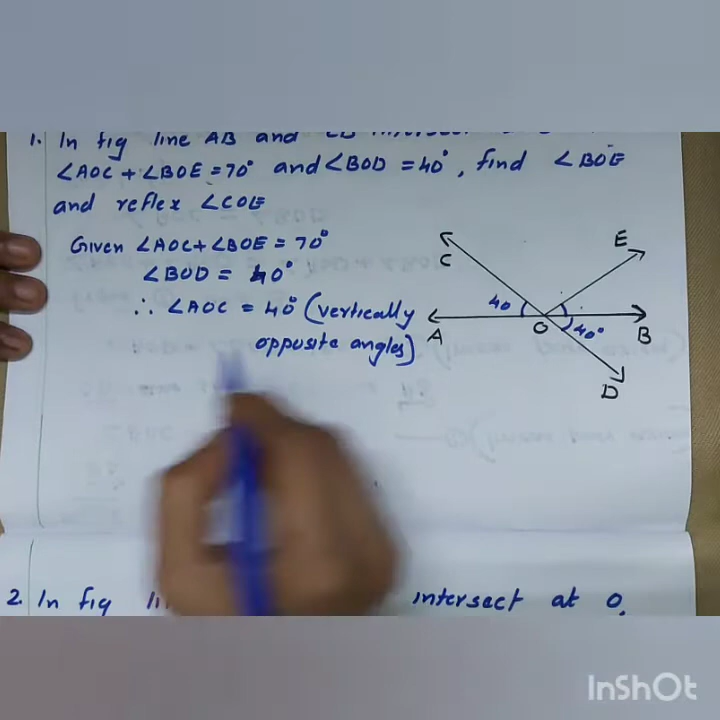 1. In fig line AB and
∠AOC + ∠BOE = 70° and ∠BOD = 40°, find ∠BOE
and reflex ∠COE
Given ∠AOC + ∠BOE = 70°
∠BOD = 40°
∴ ∠AOC = 40° (vertically
opposite angles)
C
E
40
A
O
40°
B
D
2. In fig
intersect at O.
InShOt